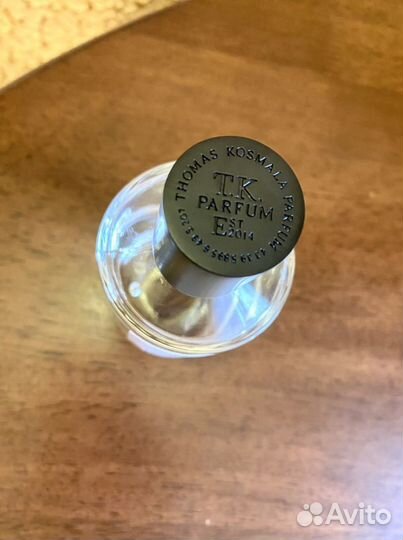 THOMAS KOSMALA PARFUM
T.K.
PARFUM
EST
2014
Avito